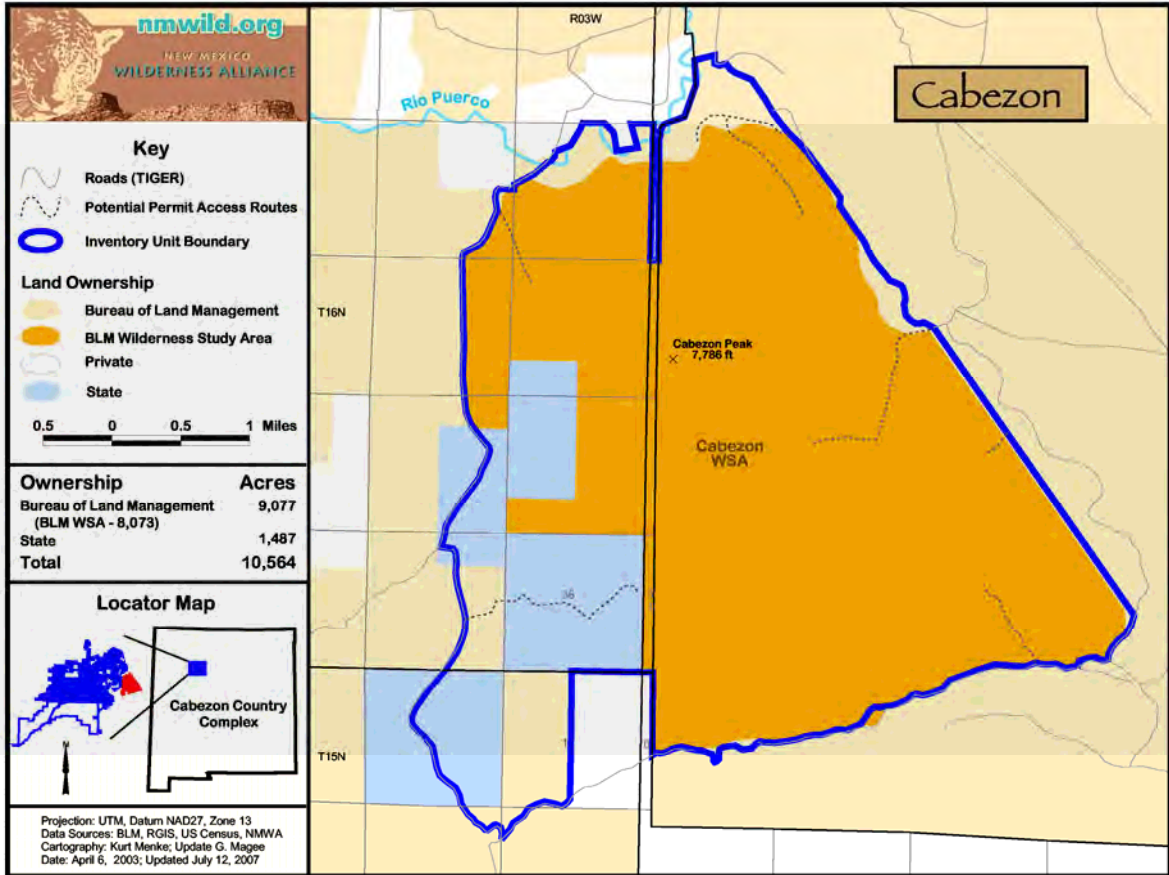 nmwild.org
NEW MEXICO
WILDERNESS ALLIANCE
Key
Roads (TIGER)
Potential Permit Access Routes
Inventory Unit Boundary
Land Ownership
Bureau of Land Management
BLM Wilderness Study Area
Private
State
0.5 0 0.5 1 Miles
Ownership Acres
Bureau of Land Management 9,077
(BLM WSA - 8,073)
State 1,487
Total 10,564
Locator Map
Cabezon Country
Complex
N
Projection: UTM, Datum NAD27, Zone 13
Data Sources: BLM, RGIS, US Census, NMWA
Cartography: Kurt Menke; Update G. Magee
Date: April 6, 2003; Updated July 12, 2007
R03W
Cabezon
Rio Puerco
T16N
Cabezon Peak
7,786 ft
Cabezon
WSA
36
T15N
1